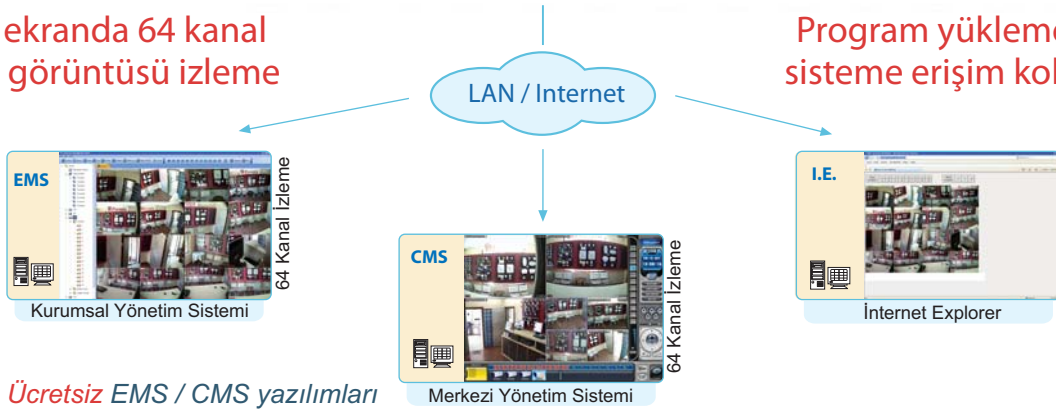 ekranda 64 kanal
görüntüsü izleme
Program yükleme
sisteme erişim kol
LAN / Internet
EMS
64 Kanal İzleme
Kurumsal Yönetim Sistemi
CMS
64 Kanal İzleme
Merkezi Yönetim Sistemi
I.E.
İnternet Explorer
Ücretsiz EMS / CMS yazılımları